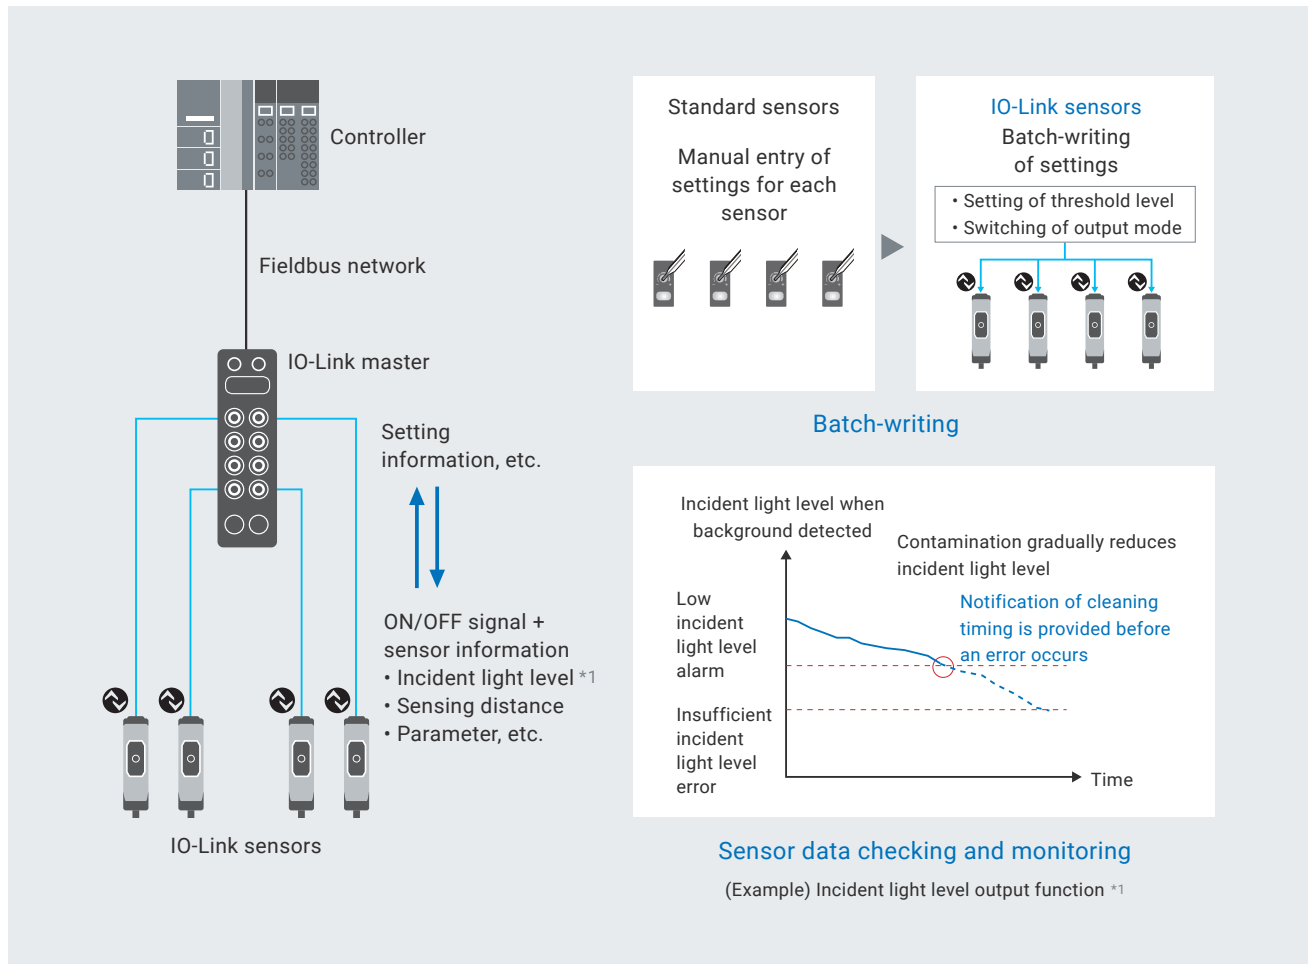 Controller
Fieldbus network
IO-Link master
Setting
information, etc.
ON/OFF signal +
sensor information
• Incident light level *1
• Sensing distance
• Parameter, etc.
IO-Link sensors
Standard sensors
Manual entry of
settings for each
sensor
IO-Link sensors
Batch-writing
of settings
• Setting of threshold level
• Switching of output mode
Batch-writing
Incident light level when
background detected
Contamination gradually reduces
incident light level
Notification of cleaning
timing is provided before
an error occurs
Low
incident
light level
alarm
Insufficient
incident
light level
error
Time
Sensor data checking and monitoring
(Example) Incident light level output function *1